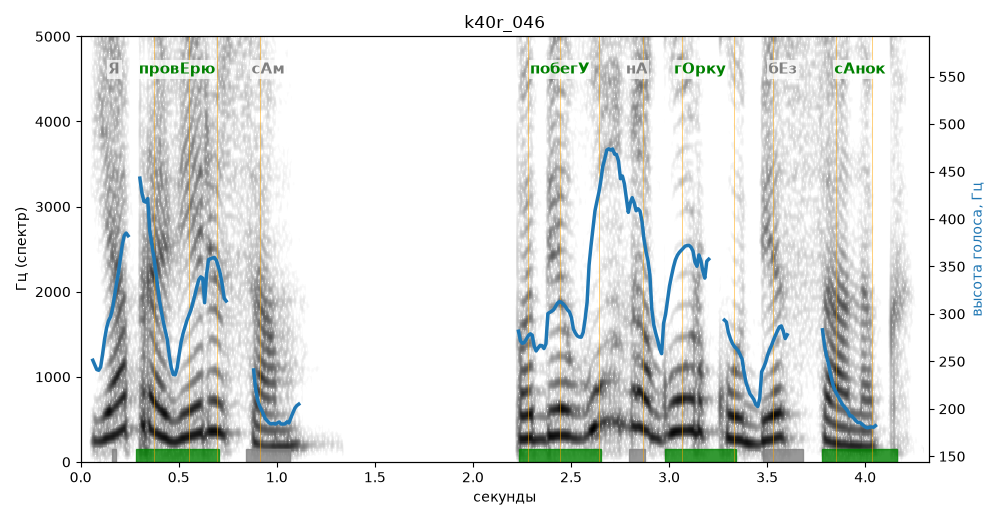 k40r_046
Я провЕрю сАм побегУ нА гОрку бЕз сАнок
5000
4000
3000
2000
1000
0
Гц (спектр)
0.0 0.5 1.0 1.5 2.0 2.5 3.0 3.5 4.0
секунды
550
500
450
400
350
300
250
200
150
высота голоса, Гц